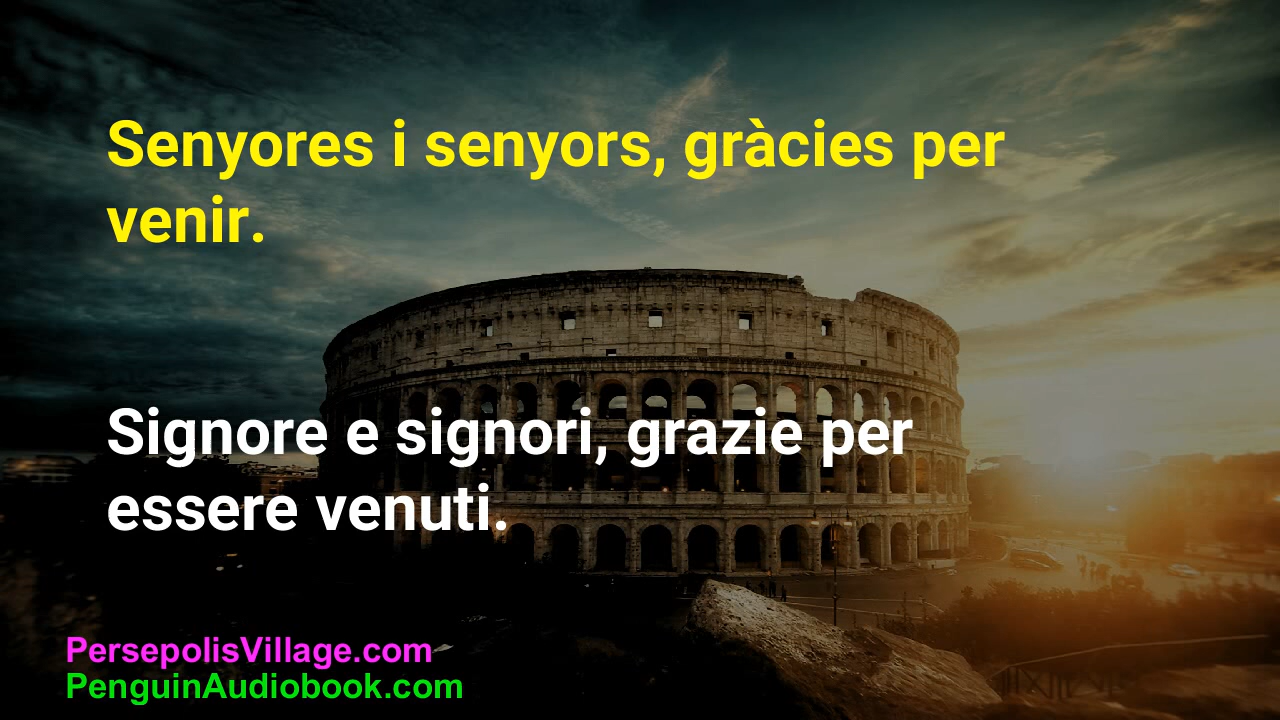 Senyores i senyors, gràcies per
venir.
Signore e signori, grazie per
essere venuti.
PersepolisVillage.com
PenguinAudiobook.com